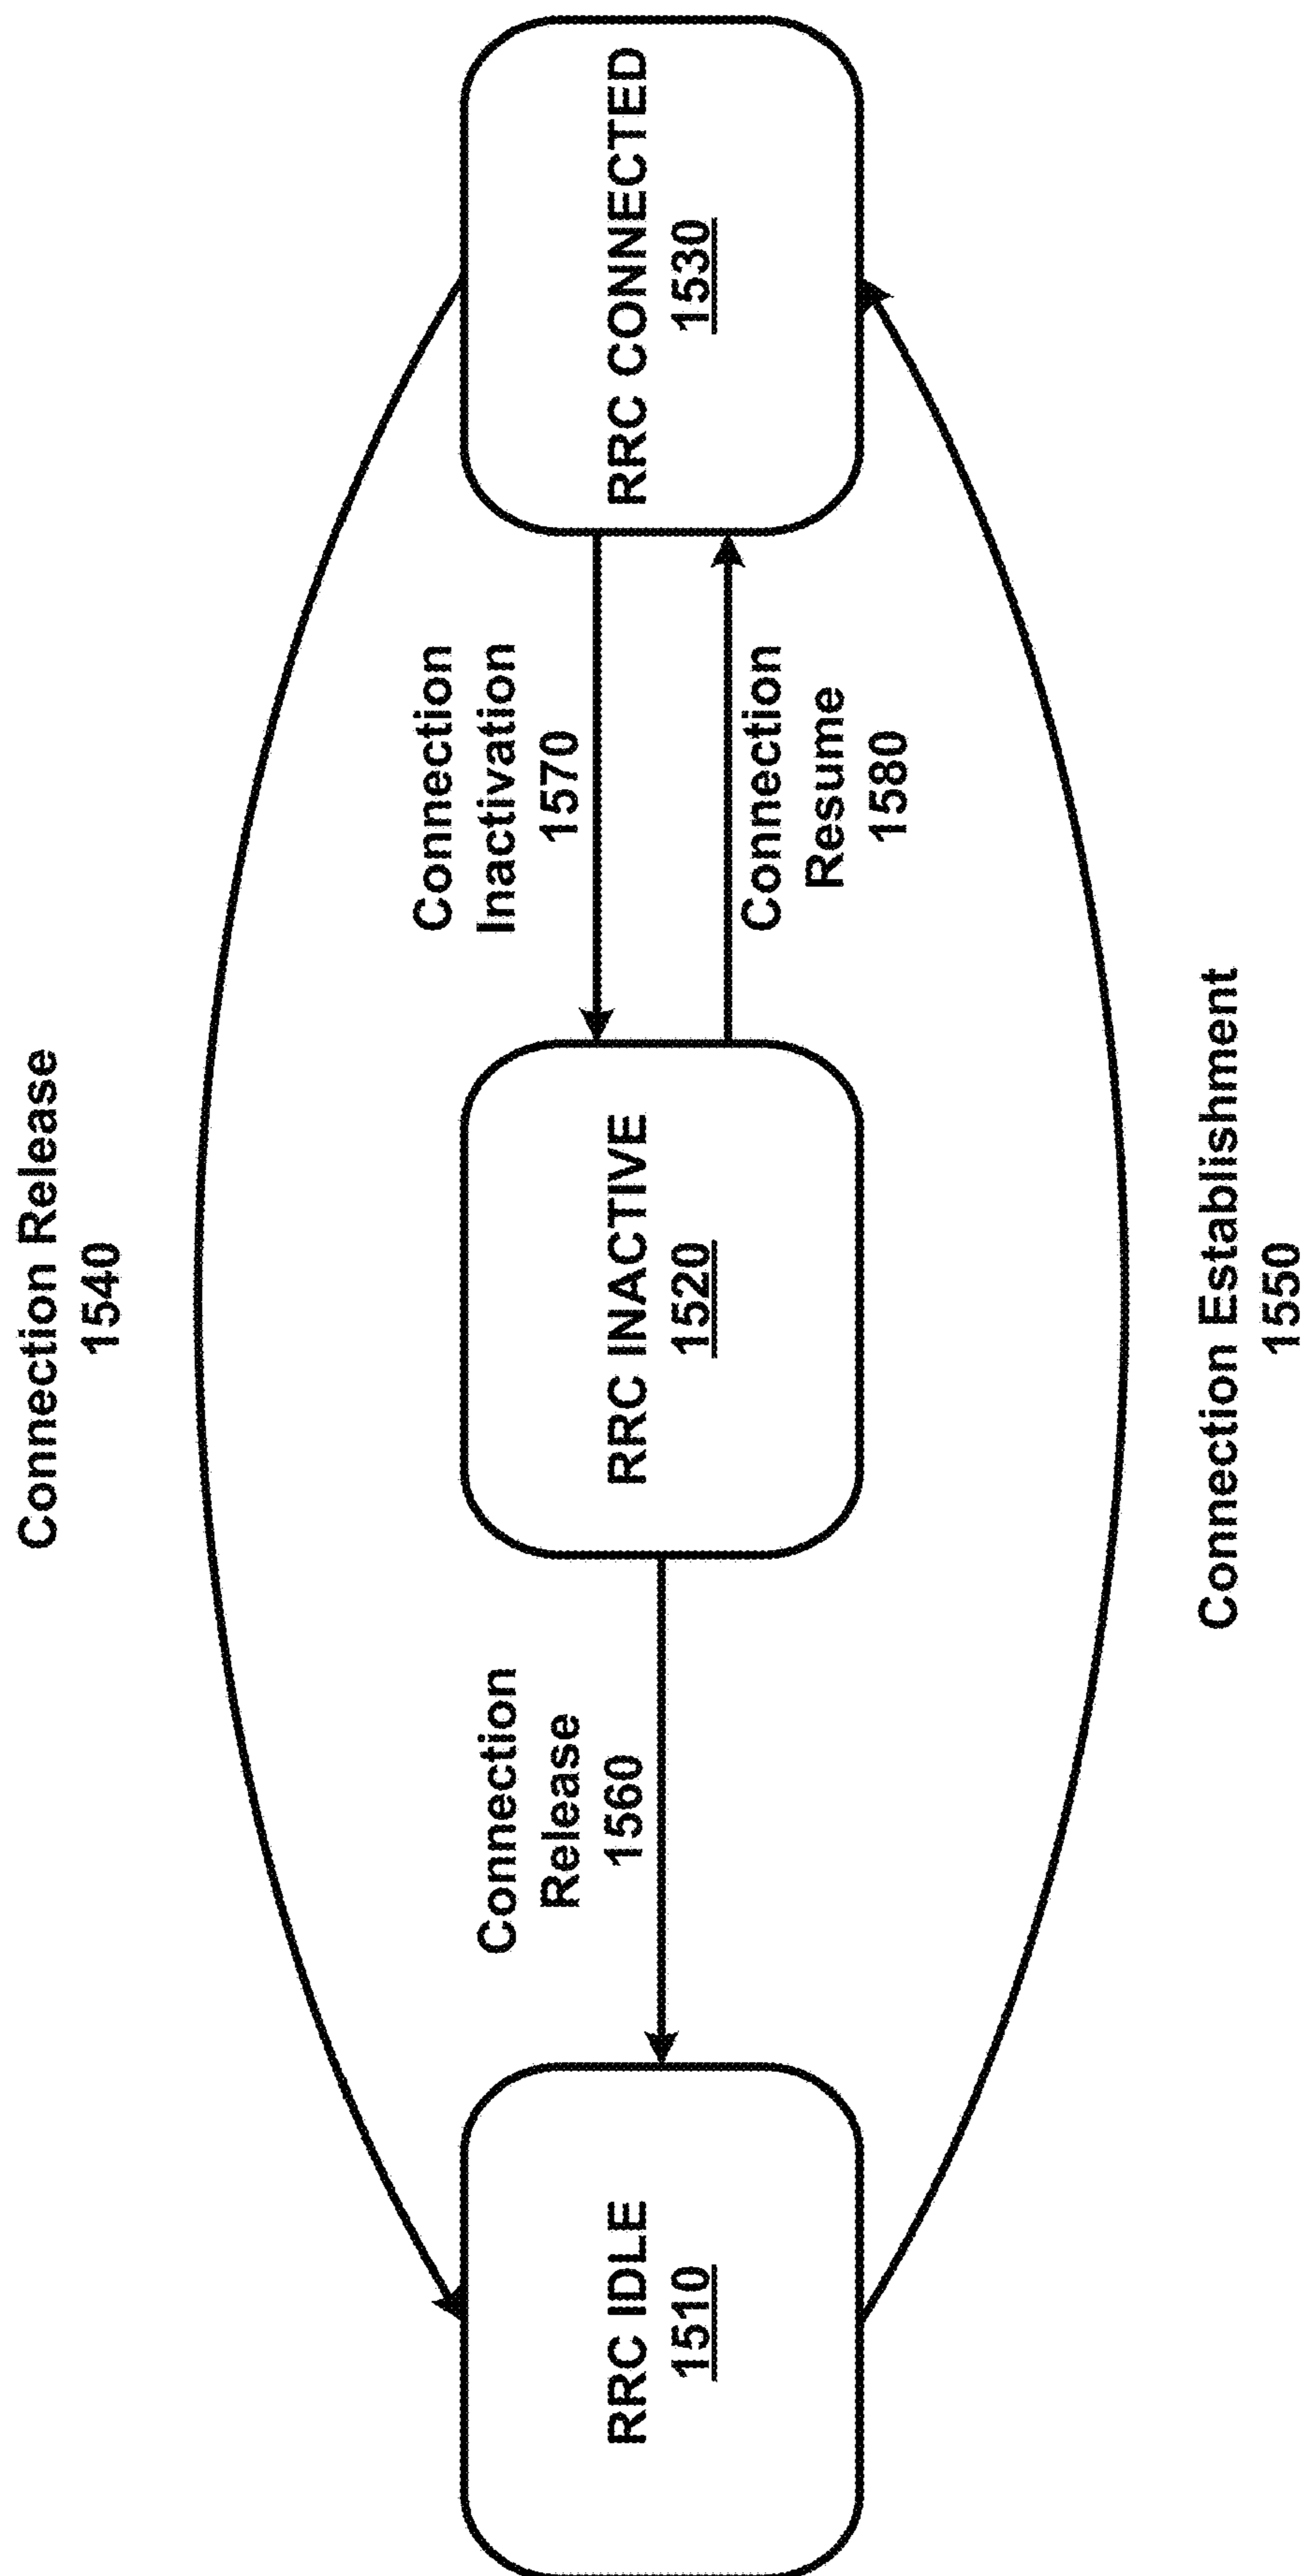 Connection Release
1540
RRC IDLE
1510
Connection
Release
1560
RRC INACTIVE
1520
Connection
Inactivation
1570
Connection
Resume
1580
RRC CONNECTED
1530
Connection Establishment
1550